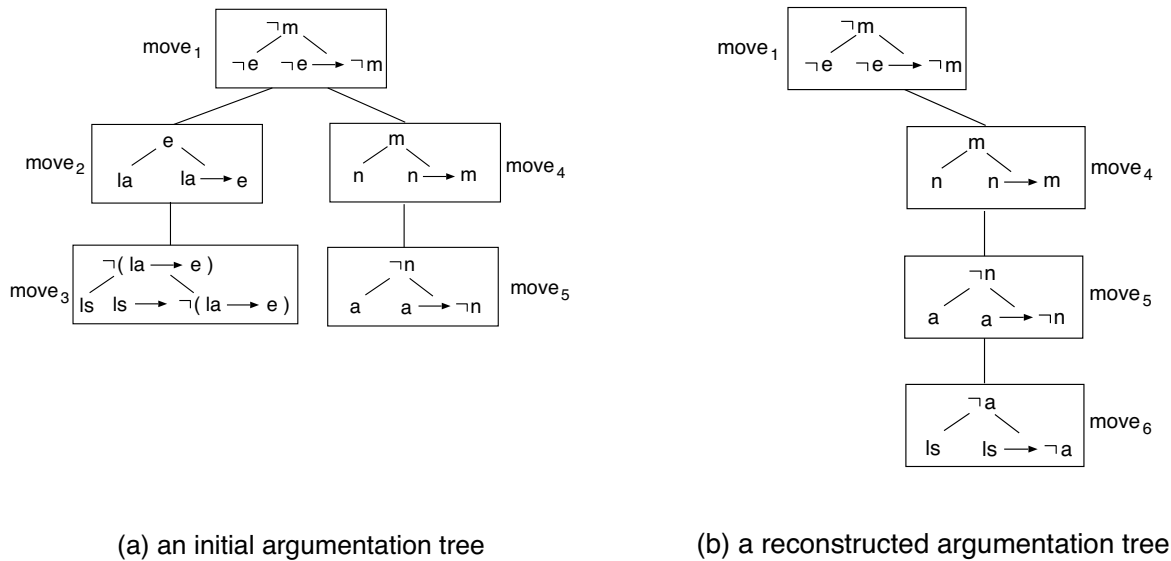 move₁
¬m
¬e ¬e → ¬m
move₂
e
la la → e
move₃
¬( la → e )
ls ls → ¬( la → e )
m
n n → m
move₄
¬n
a a → ¬n
move₅
(a) an initial argumentation tree
move₁
¬m
¬e ¬e → ¬m
m
n n → m
move₄
¬n
a a → ¬n
move₅
¬a
ls ls → ¬a
move₆
(b) a reconstructed argumentation tree